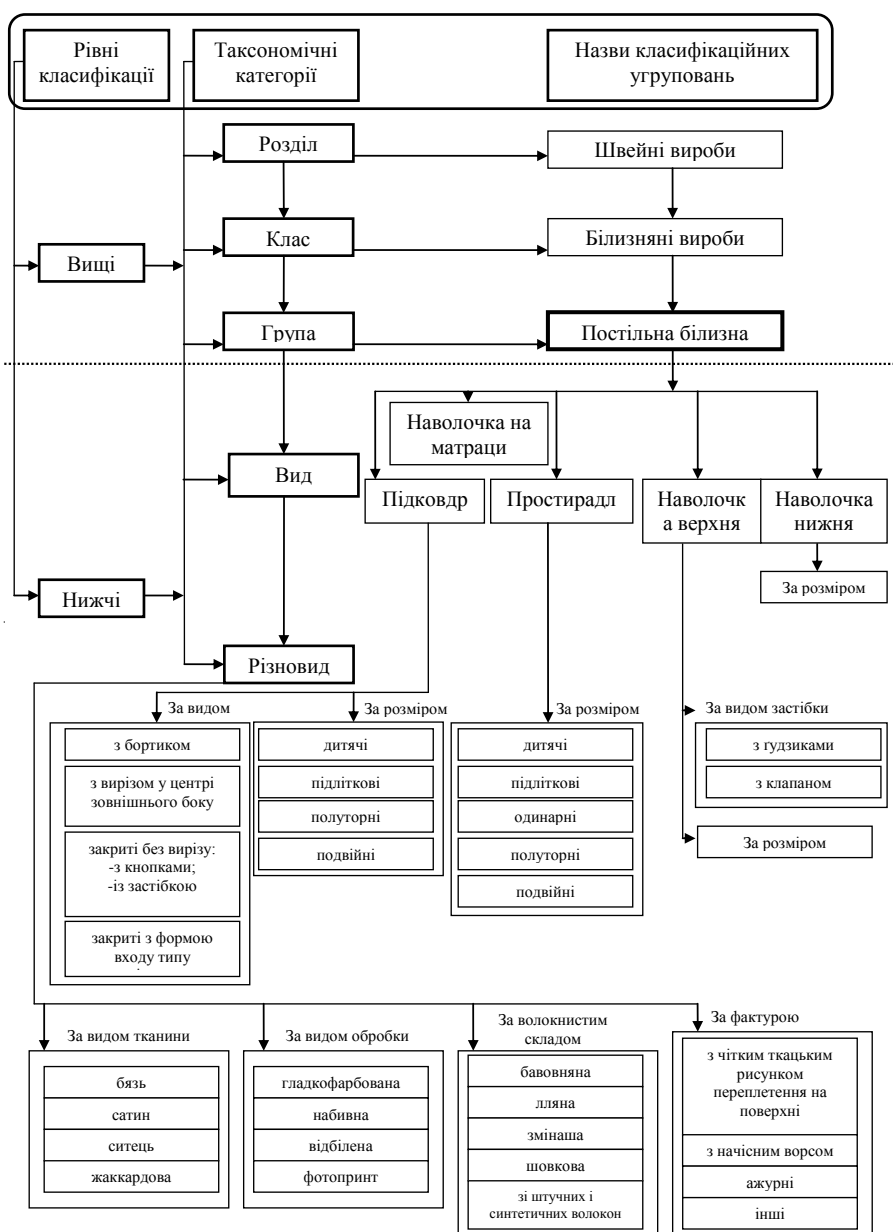 Рівні
класифікації
Таксономічні
категорії
Назви класифікаційних
угруповань
Розділ
Швейні вироби
Клас
Білизняні вироби
Вищі
Група
Постільна білизна
Наволочка на
матраци
Вид
Підковдр
Простирадл
Наволочк
а верхня
Наволочка
нижня
За розміром
Нижчі
Різновид
За видом
з бортиком
з вирізом у центрі
зовнішнього боку
закриті без вирізу:
-з кнопками;
-із застібкою
закриті з формою
входу типу
За розміром
дитячі
підліткові
полуторні
подвійні
За розміром
дитячі
підліткові
одинарні
полуторні
подвійні
За видом застібки
з ґудзиками
з клапаном
За розміром
За видом тканини
бязь
сатин
ситець
жаккардова
За видом обробки
гладкофарбована
набивна
відбілена
фотопринт
За волокнистим
складом
бавовняна
лляна
змінаша
шовкова
зі штучних і
синтетичних волокон
За фактурою
з чітким ткацьким
рисунком
переплетення на
поверхні
з начісним ворсом
ажурні
інші